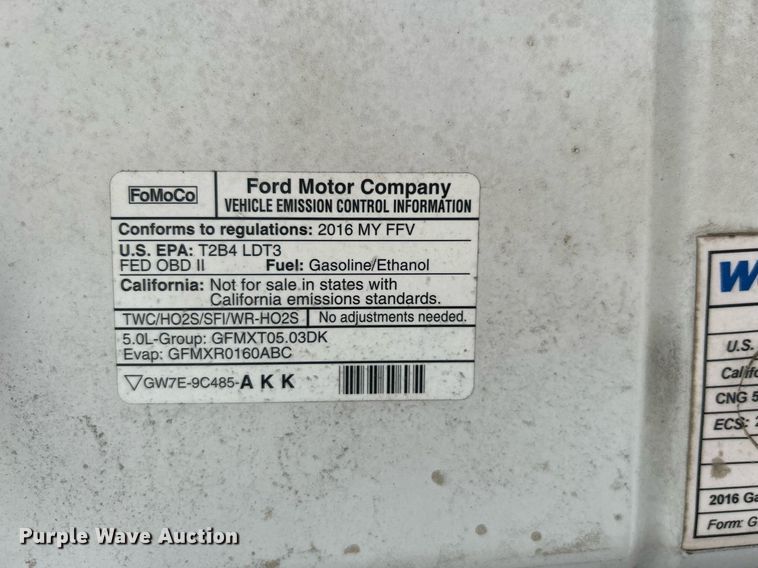 FoMoCo
Ford Motor Company
VEHICLE EMISSION CONTROL INFORMATION
Conforms to regulations: 2016 MY FFV
U.S. EPA: T2B4 LDT3
FED OBD II Fuel: Gasoline/Ethanol
California: Not for sale in states with
California emissions standards.
TWC/HO2S/SFI/WR-HO2S No adjustments needed.
5.0L-Group: GFMXT05.03DK
Evap: GFMXR0160ABC
GW7E-9C485-A K K
U.S.
CNG 5
ECS:
2016 Ga
Form: G
Purple Wave Auction